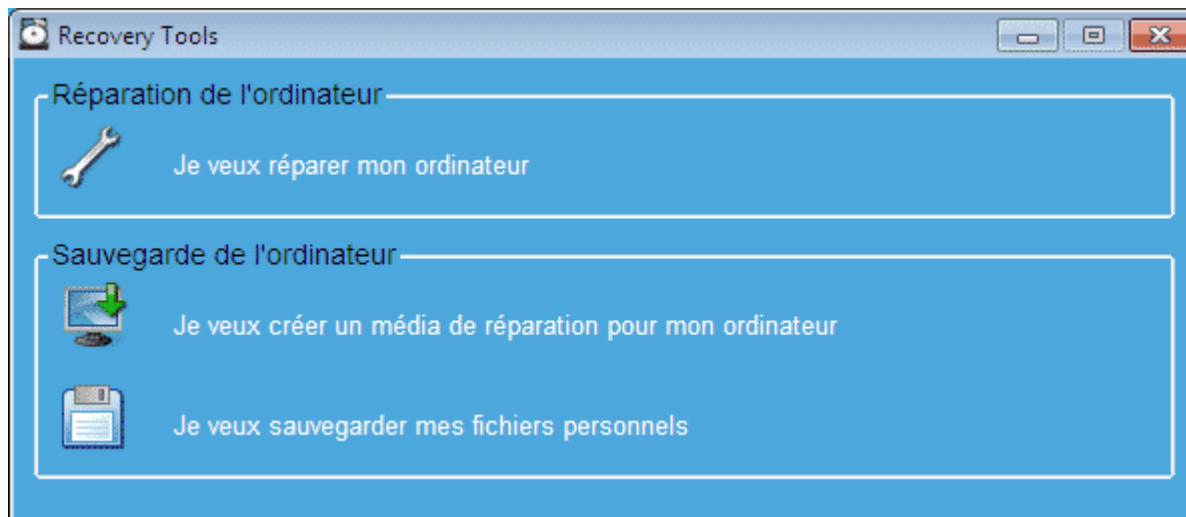 Recovery Tools
Réparation de l'ordinateur
Je veux réparer mon ordinateur
Sauvegarde de l'ordinateur
Je veux créer un média de réparation pour mon ordinateur
Je veux sauvegarder mes fichiers personnels